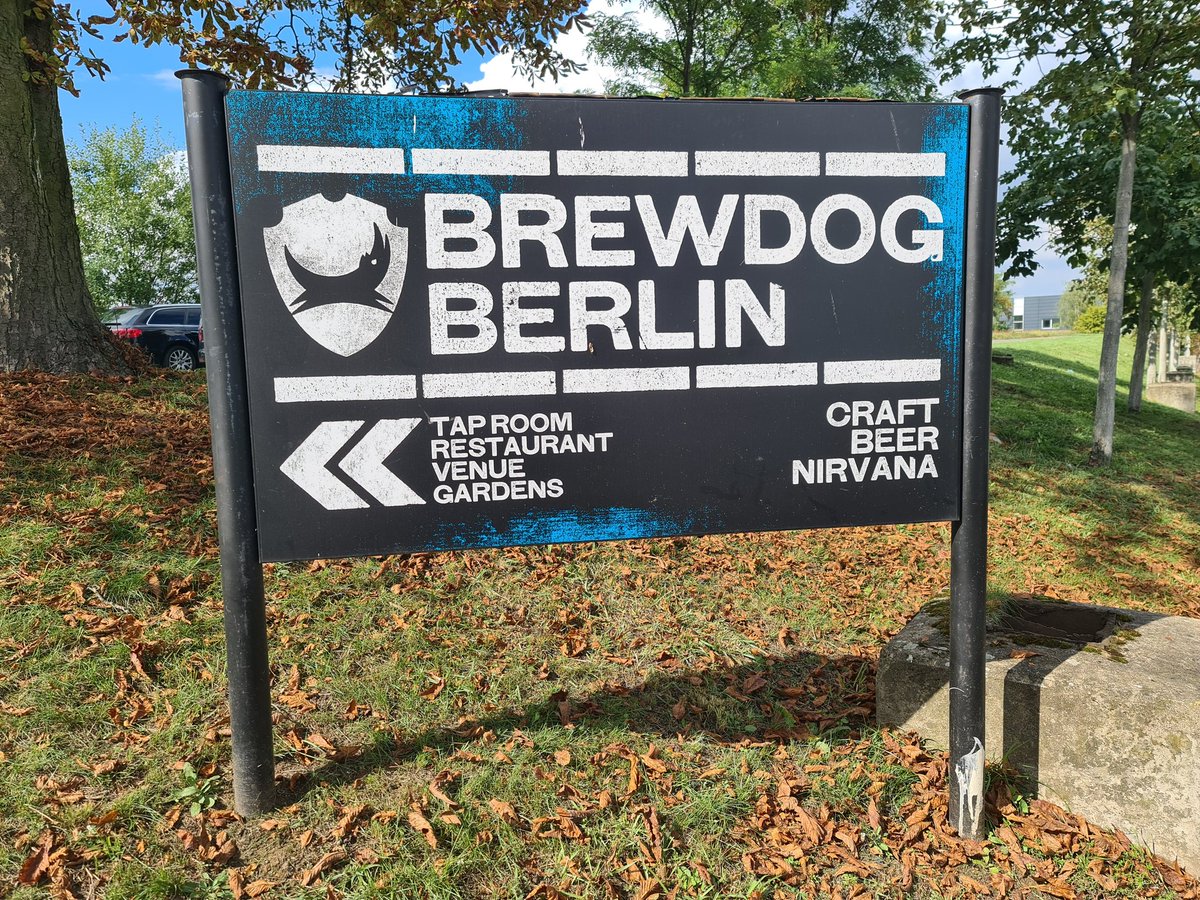 BREWDOG
BERLIN
TAP ROOM
RESTAURANT
VENUE
GARDENS
CRAFT
BEER
NIRVANA